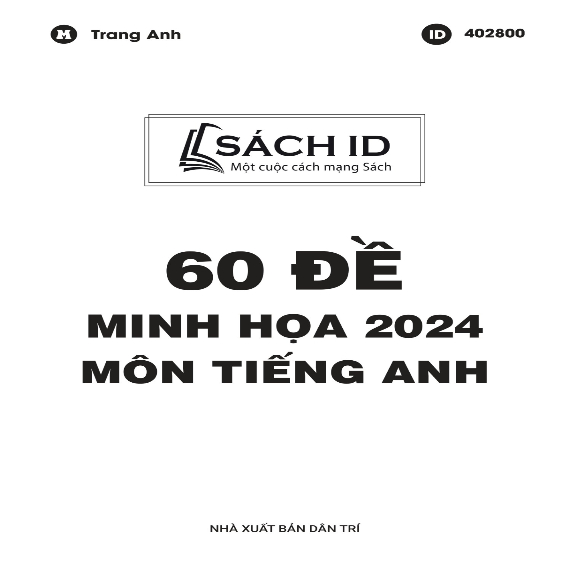 M Trang Anh
ID 402800
SÁCH ID
Một cuộc cách mạng Sách
60 ĐỀ
MINH HỌA 2024
MÔN TIẾNG ANH
NHÀ XUẤT BẢN DÂN TRÍ